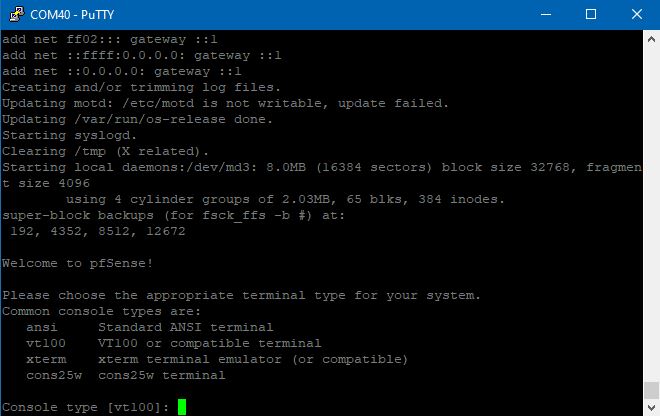 COM40 - PuTTY
add net ff02::: gateway ::1
add net ::ffff:0.0.0.0: gateway ::1
add net ::0.0.0.0: gateway ::1
Creating and/or trimming log files.
Updating motd: /etc/motd is not writable, update failed.
Updating /var/run/os-release done.
Starting syslogd.
Clearing /tmp (X related).
Starting local daemons:/dev/md3: 8.0MB (16384 sectors) block size 32768, fragmen
t size 4096
        using 4 cylinder groups of 2.03MB, 65 blks, 384 inodes.
super-block backups (for fsck_ffs -b #) at:
 192, 4352, 8512, 12672
Welcome to pfSense!
Please choose the appropriate terminal type for your system.
Common console types are:
   ansi     Standard ANSI terminal
   vt100    VT100 or compatible terminal
   xterm    xterm terminal emulator (or compatible)
   cons25w  cons25w terminal
Console type [vt100]: